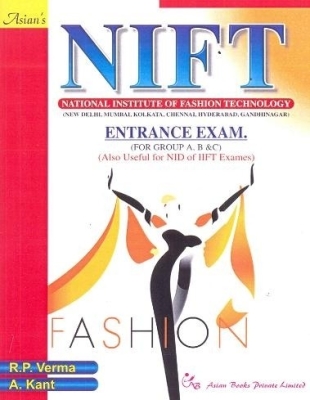 Asian's
NIFT
NATIONAL INSTITUTE OF FASHION TECHNOLOGY
(NEW DELHI, MUMBAI, KOLKATA, CHENNAI, HYDERABAD, GANDHINAGAR)
ENTRANCE EXAM.
(FOR GROUP A, B &C)
(Also Useful for NID of IIFT Exames)
FASHION
R.P. Verma
A. Kant
Asian Books Private Limited